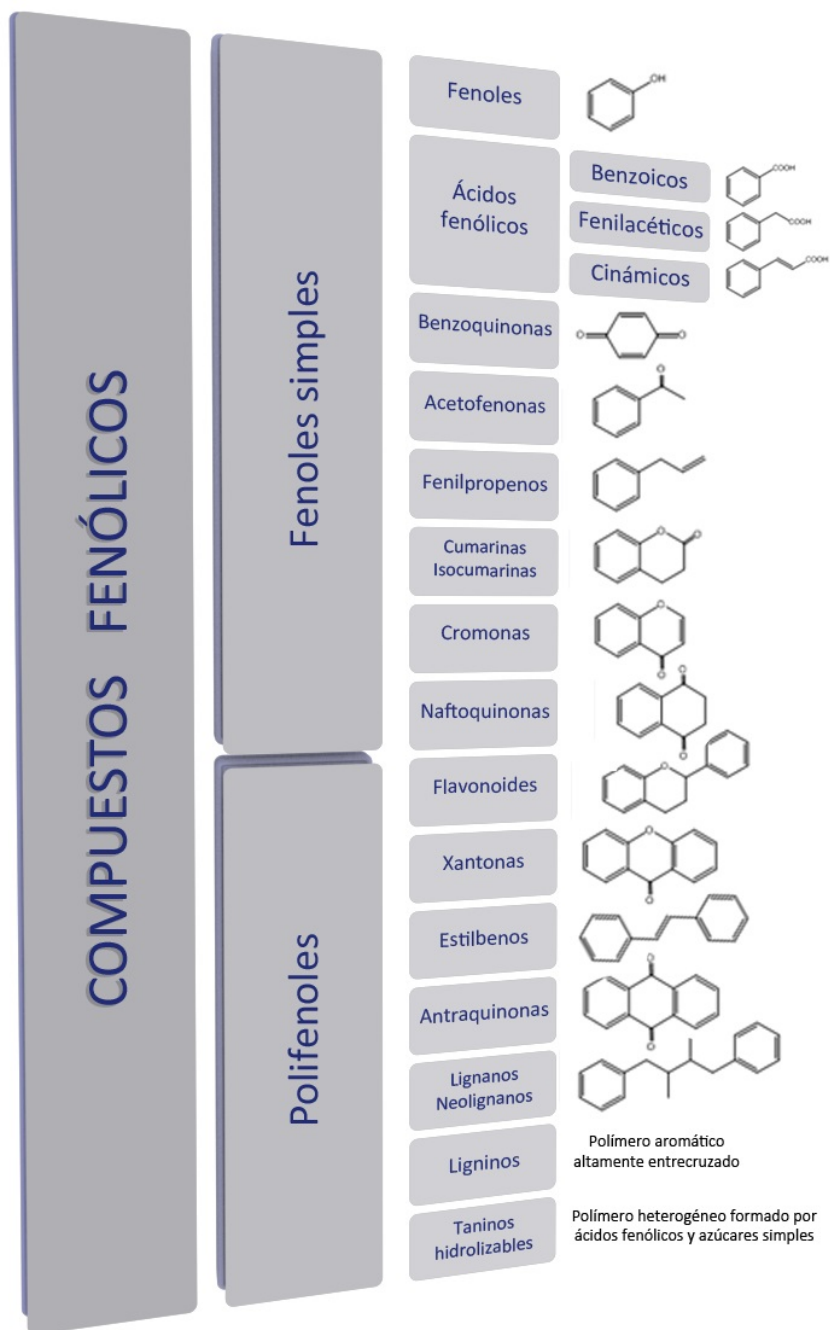 COMPUESTOS FENÓLICOS
Fenoles simples
Fenoles
OH
Ácidos
fenólicos
Benzoicos
COOH
Fenilacéticos
COOH
Cinámicos
COOH
Benzoquinonas
O
O
Acetofenonas
O
Fenilpropenos
Cumarinas
Isocumarinas
O
O
Cromonas
O
O
Naftoquinonas
O
O
Polifenoles
Flavonoides
O
Xantonas
O
O
Estilbenos
Antraquinonas
O
O
Lignanos
Neolignanos
Ligninos
Polímero aromático
altamente entrecruzado
Taninos
hidrolizables
Polímero heterogéneo formado por
ácidos fenólicos y azúcares simples